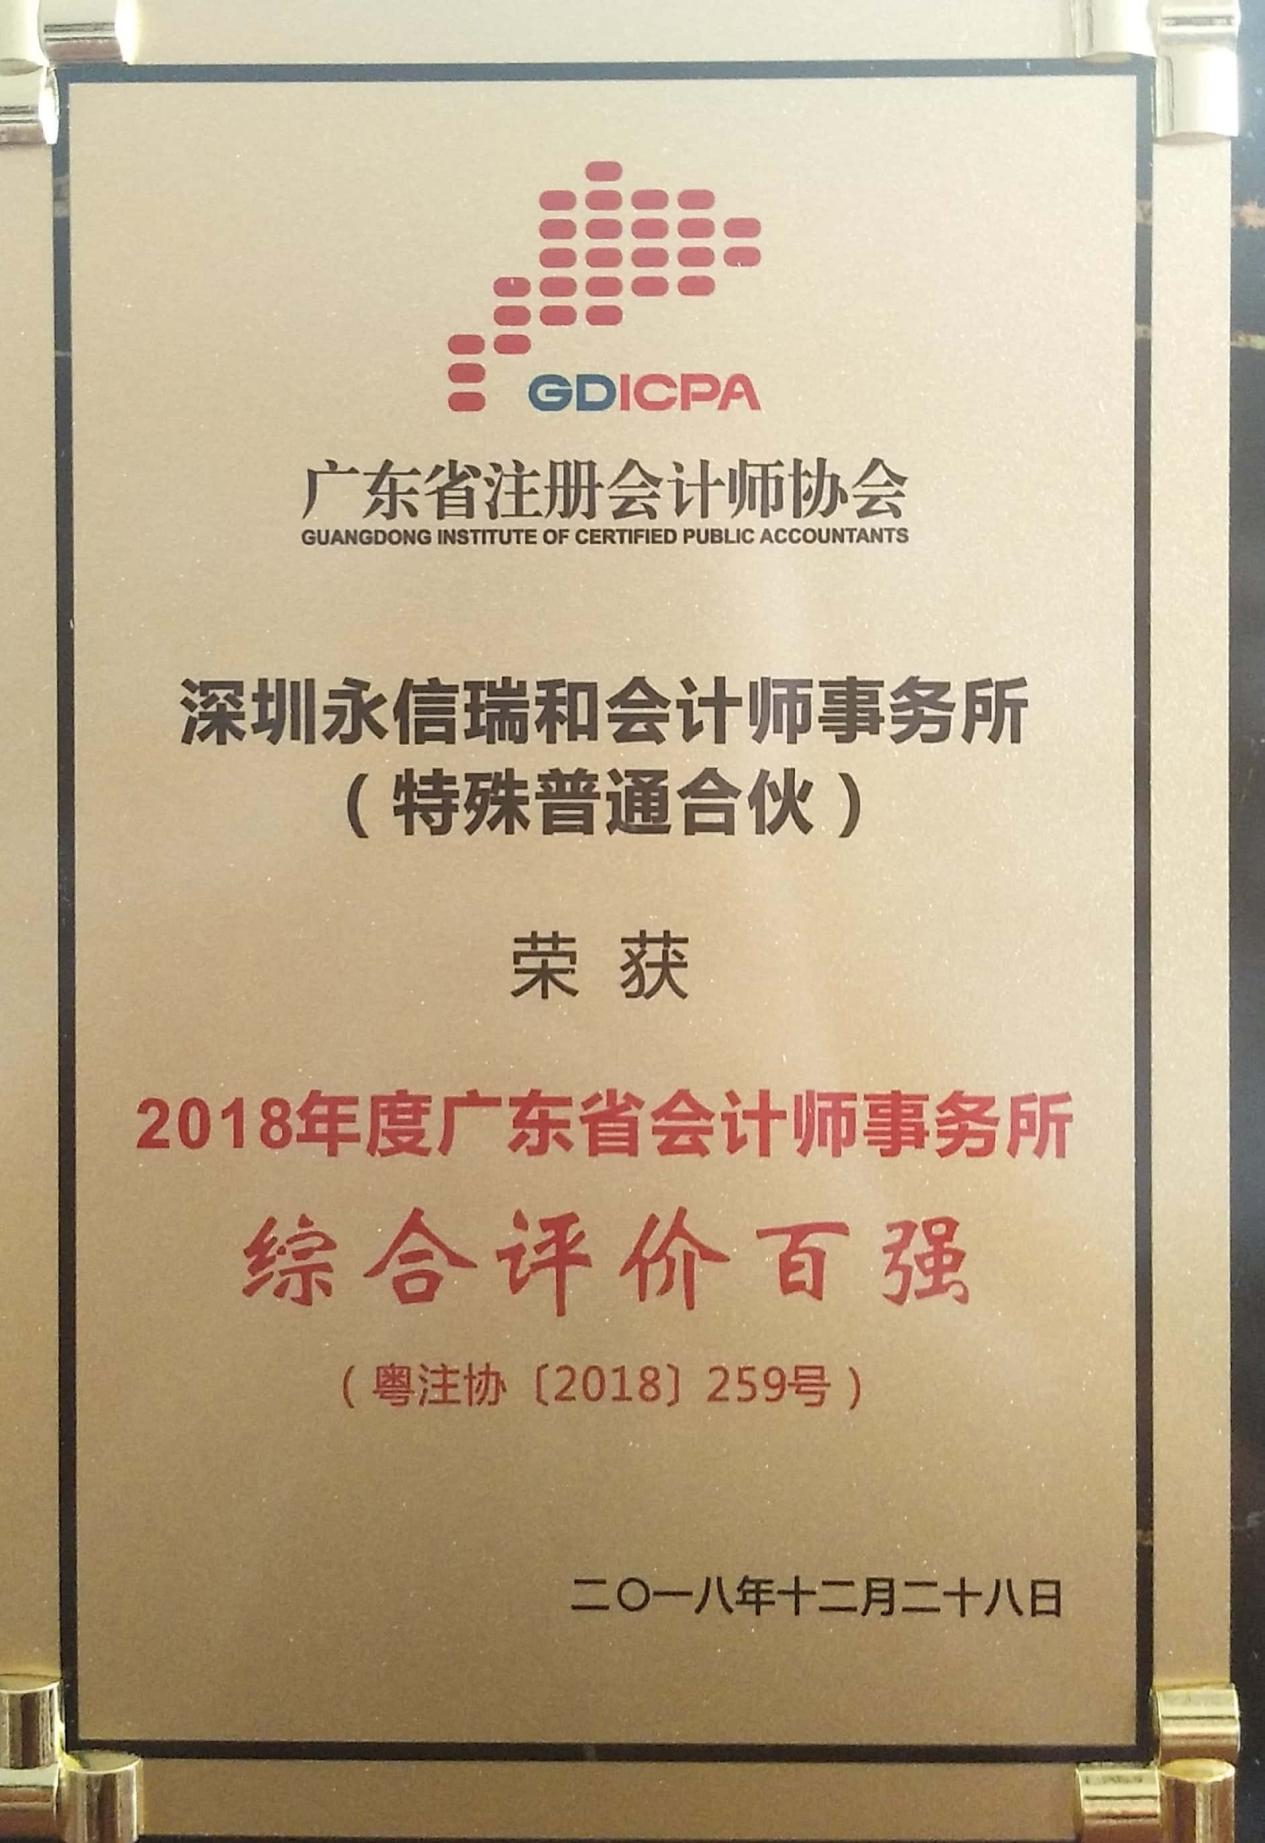 GDICPA
广东省注册会计师协会
GUANGDONG INSTITUTE OF CERTIFIED PUBLIC ACCOUNTANTS
深圳永信瑞和会计师事务所
（特殊普通合伙）
荣获
2018年度广东省会计师事务所
综合评价百强
（粤注协〔2018〕259号）
二〇一八年十二月二十八日